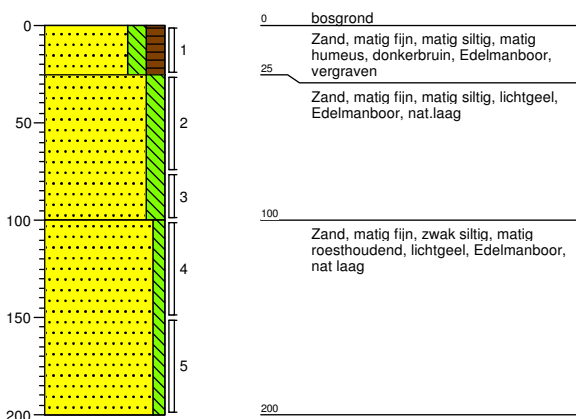 0
50
100
150
200
1
2
3
4
5
0 bosgrond
Zand, matig fijn, matig siltig, matig
humeus, donkerbruin, Edelmanboor,
vergraven
25
Zand, matig fijn, matig siltig, lichtgeel,
Edelmanboor, nat.laag
100
Zand, matig fijn, zwak siltig, matig
roesthoudend, lichtgeel, Edelmanboor,
nat laag
200